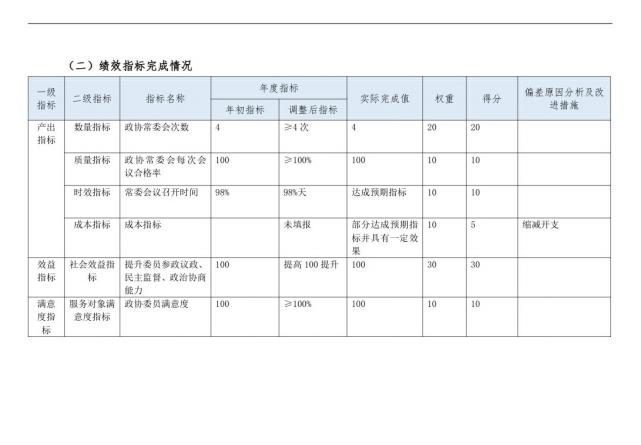 （二）绩效指标完成情况
一级指标 二级指标 指标名称 年度指标 实际完成值 权重 得分 偏差原因分析及改进措施
年初指标 调整后指标
产出指标 数量指标 政协常委会次数 4 ≥4次 4 20 20
质量指标 政协常委会每次会议合格率 100 ≥100% 100 10 10
时效指标 常委会议召开时间 98% 98%天 达成预期指标 10 10
成本指标 成本指标 未填报 部分达成预期指标并具有一定效果 10 5 缩减开支
效益指标 社会效益指标 提升委员参政议政、民主监督、政治协商能力 100 提高100提升 100 30 30
满意度指标 服务对象满意度指标 政协委员满意度 100 ≥100% 100 10 10